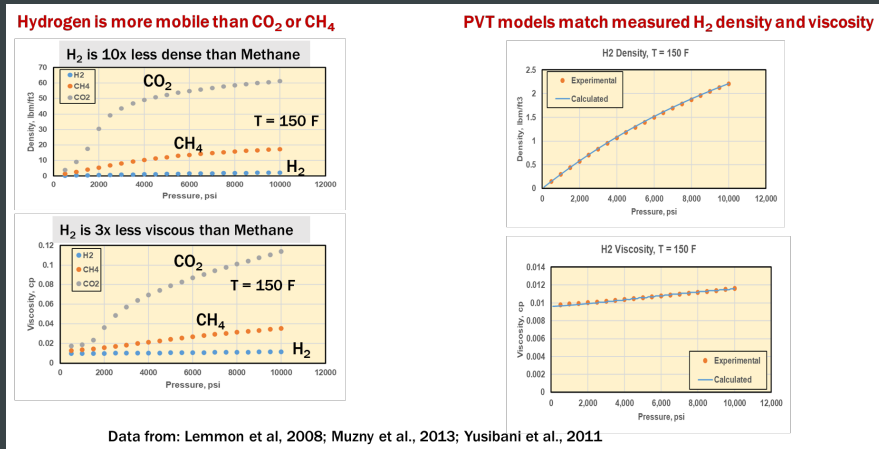 Hydrogen is more mobile than CO₂ or CH₄
H₂ is 10x less dense than Methane
70
60
50
40
30
20
10
0
Density, lbm/ft3
H2
CH4
CO2
CO₂
T = 150 F
CH₄
H₂
0 2000 4000 6000 8000 10000 12000
Pressure, psi
H₂ is 3x less viscous than Methane
0.12
0.1
0.08
0.06
0.04
0.02
0
Viscosity, cp
H2
CH4
CO2
CO₂
T = 150 F
CH₄
H₂
0 2000 4000 6000 8000 10000 12000
Pressure, psi
PVT models match measured H₂ density and viscosity
H2 Density, T = 150 F
2.5
2
1.5
1
0.5
0
Density, lbm/ft3
Experimental
Calculated
0 2,000 4,000 6,000 8,000 10,000 12,000
Pressure, psi
H2 Viscosity, T = 150 F
0.014
0.012
0.010
0.008
0.006
0.004
0.002
0
Viscosity, cp
Experimental
Calculated
0 2,000 4,000 6,000 8,000 10,000 12,000
Pressure, psi
Data from: Lemmon et al, 2008; Muzny et al., 2013; Yusibani et al., 2011